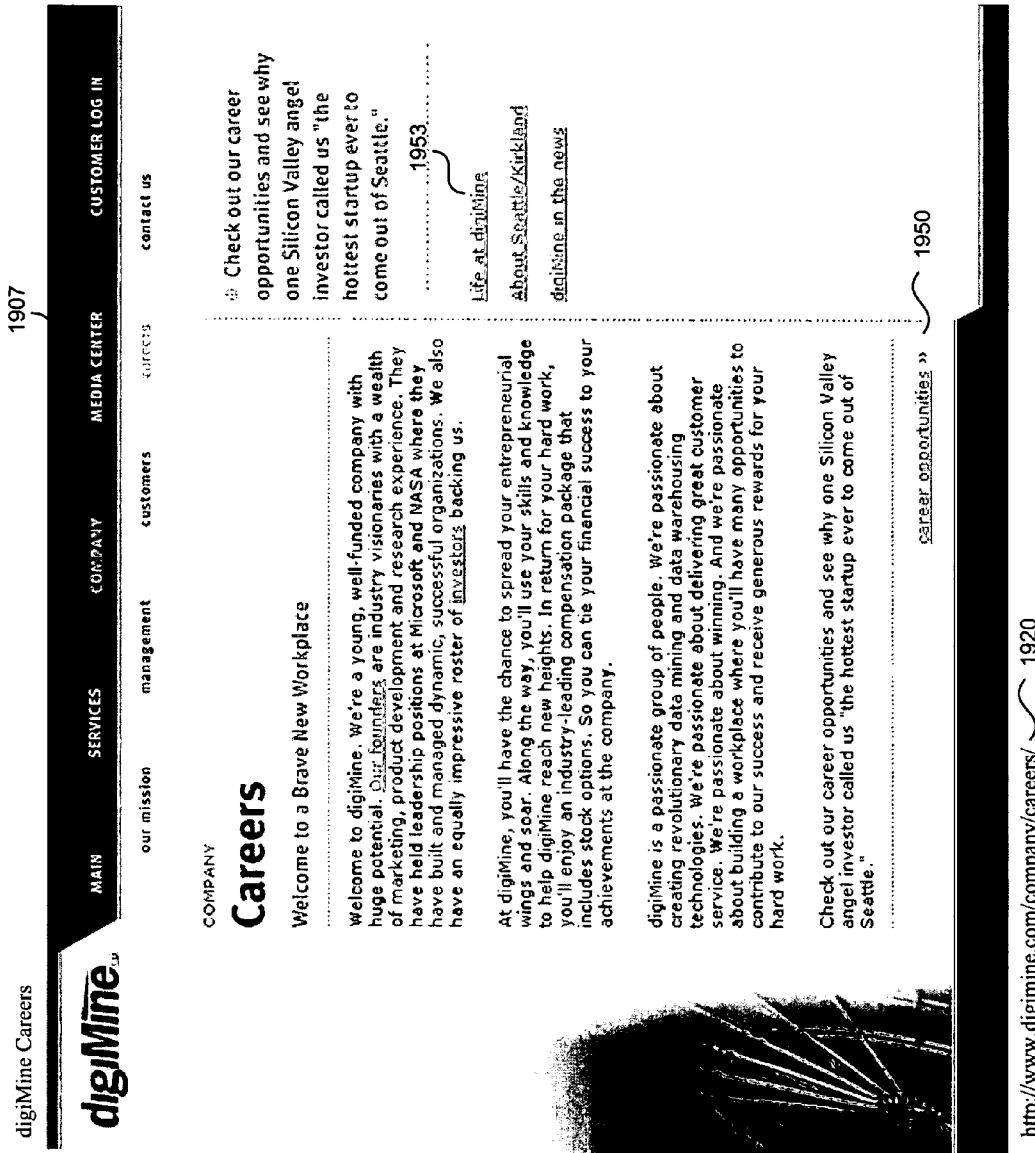 digiMine Careers
1907
digiMine
MAIN SERVICES COMPANY MEDIA CENTER CUSTOMER LOG IN
our mission management customers careers contact us
COMPANY
Careers
Welcome to a Brave New Workplace
Welcome to digiMine. We're a young, well-funded company with
huge potential. Our founders are industry visionaries with a wealth
of marketing, product development and research experience. They
have held leadership positions at Microsoft and NASA where they
have built and managed dynamic, successful organizations. We also
have an equally impressive roster of investors backing us.
At digiMine, you'll have the chance to spread your entrepreneurial
wings and soar. Along the way, you'll use your skills and knowledge
to help digiMine reach new heights. In return for your hard work,
you'll enjoy an industry-leading compensation package that
includes stock options. So you can tie your financial success to your
achievements at the company.
digiMine is a passionate group of people. We're passionate about
creating revolutionary data mining and data warehousing
technologies. We're passionate about delivering great customer
service. We're passionate about winning. And we're passionate
about building a workplace where you'll have many opportunities to
contribute to our success and receive generous rewards for your
hard work.
Check out our career opportunities and see why one Silicon Valley
angel investor called us "the hottest startup ever to come out of
Seattle."
career opportunities »
1950
Check out our career
opportunities and see why
one Silicon Valley angel
investor called us "the
hottest startup ever to
come out of Seattle."
1953
Life at digiMine
About Seattle/Kirkland
digiMine in the news
http://www.digimine.com/company/careers/
1920